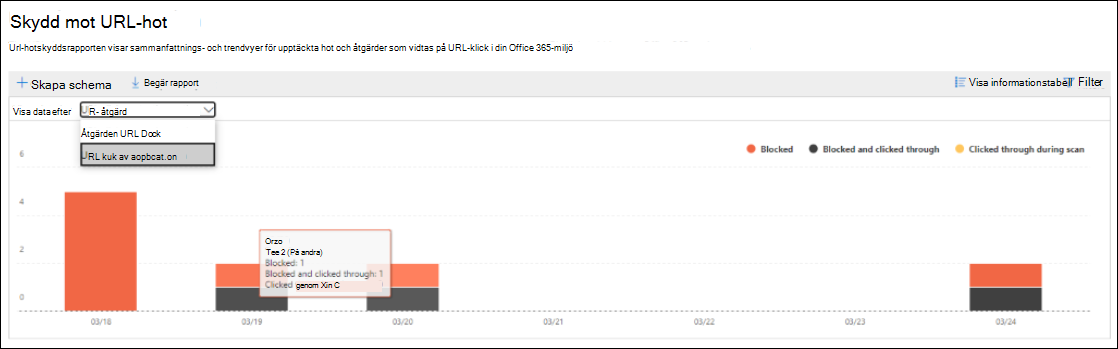 Skydd mot URL-hot
Url-hotskyddsrapporten visar sammanfattnings- och trendvyer för upptäckta hot och åtgärder som vidtas på URL-klick i din Office 365-miljö
+ Skapa schema
Begär rapport
Visa informationstabell
Filter
Visa dataefter
UR- åtgärd
Åtgärden URL Dock
URL kuk av aopbcat.on
Blocked
Blocked and clicked through
Clicked through during scan
6
4
2
0
Orzo
Tee 2 (På andra)
Blocked: 1
Blocked and clicked through: 1
Clicked genom Xin C
03/18
03/19
03/20
03/21
03/22
03/23
03/24